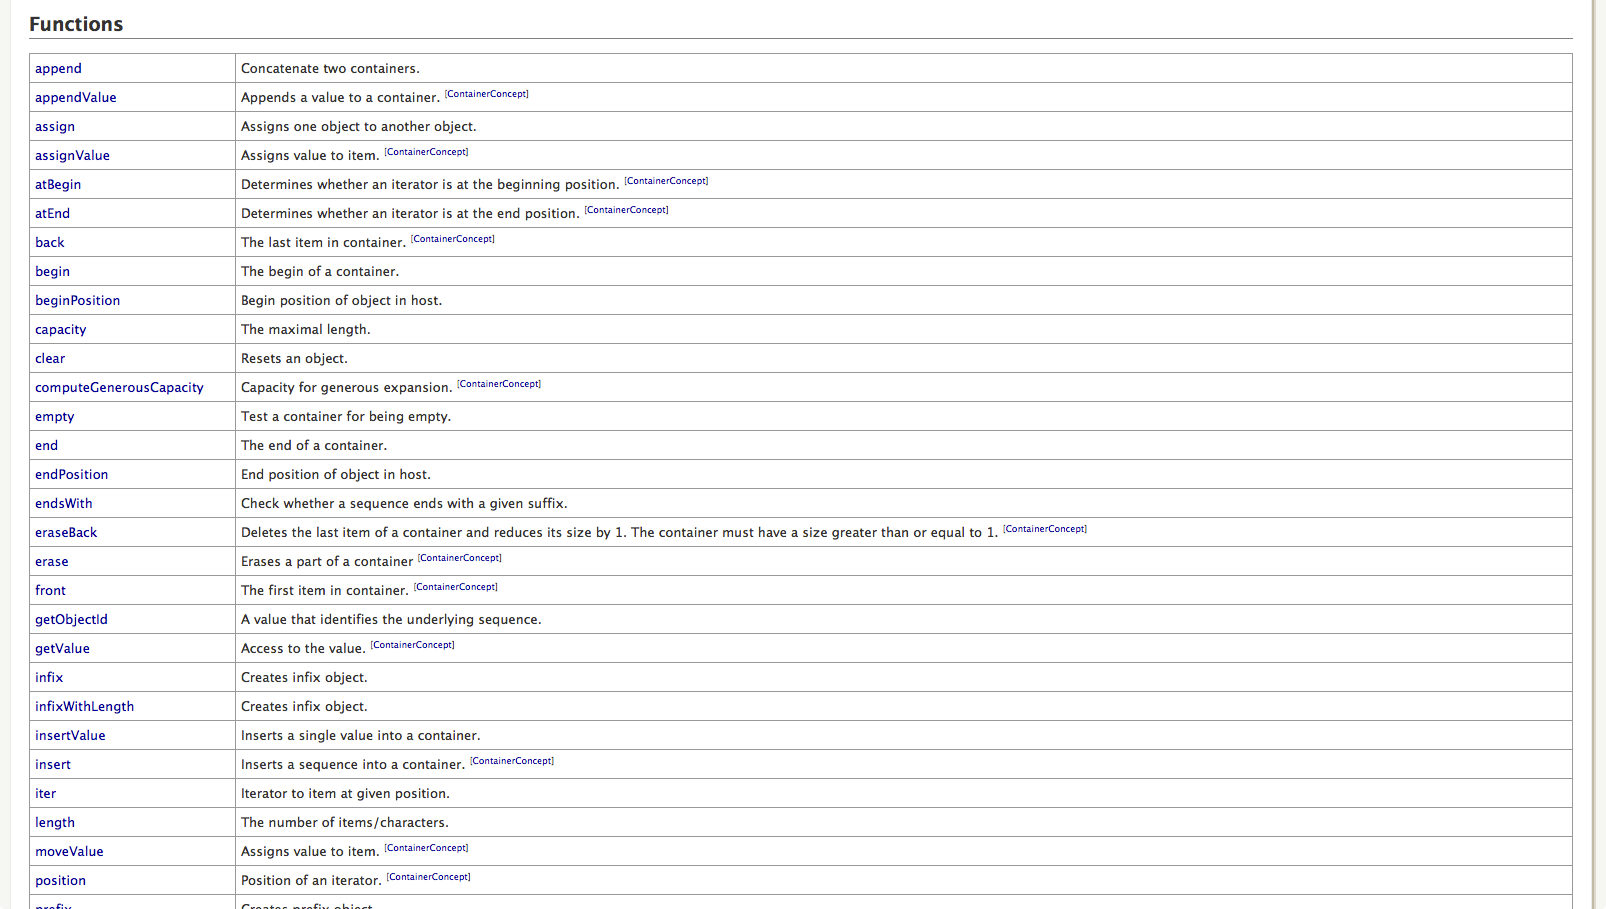 Functions
append Concatenate two containers.
appendValue Appends a value to a container. [ContainerConcept]
assign Assigns one object to another object.
assignValue Assigns value to item. [ContainerConcept]
atBegin Determines whether an iterator is at the beginning position. [ContainerConcept]
atEnd Determines whether an iterator is at the end position. [ContainerConcept]
back The last item in container. [ContainerConcept]
begin The begin of a container.
beginPosition Begin position of object in host.
capacity The maximal length.
clear Resets an object.
computeGenerousCapacity Capacity for generous expansion. [ContainerConcept]
empty Test a container for being empty.
end The end of a container.
endPosition End position of object in host.
endsWith Check whether a sequence ends with a given suffix.
eraseBack Deletes the last item of a container and reduces its size by 1. The container must have a size greater than or equal to 1. [ContainerConcept]
erase Erases a part of a container [ContainerConcept]
front The first item in container. [ContainerConcept]
getObjectId A value that identifies the underlying sequence.
getValue Access to the value. [ContainerConcept]
infix Creates infix object.
infixWithLength Creates infix object.
insertValue Inserts a single value into a container.
insert Inserts a sequence into a container. [ContainerConcept]
iter Iterator to item at given position.
length The number of items/characters.
moveValue Assigns value to item. [ContainerConcept]
position Position of an iterator. [ContainerConcept]
prefix Creates prefix object.